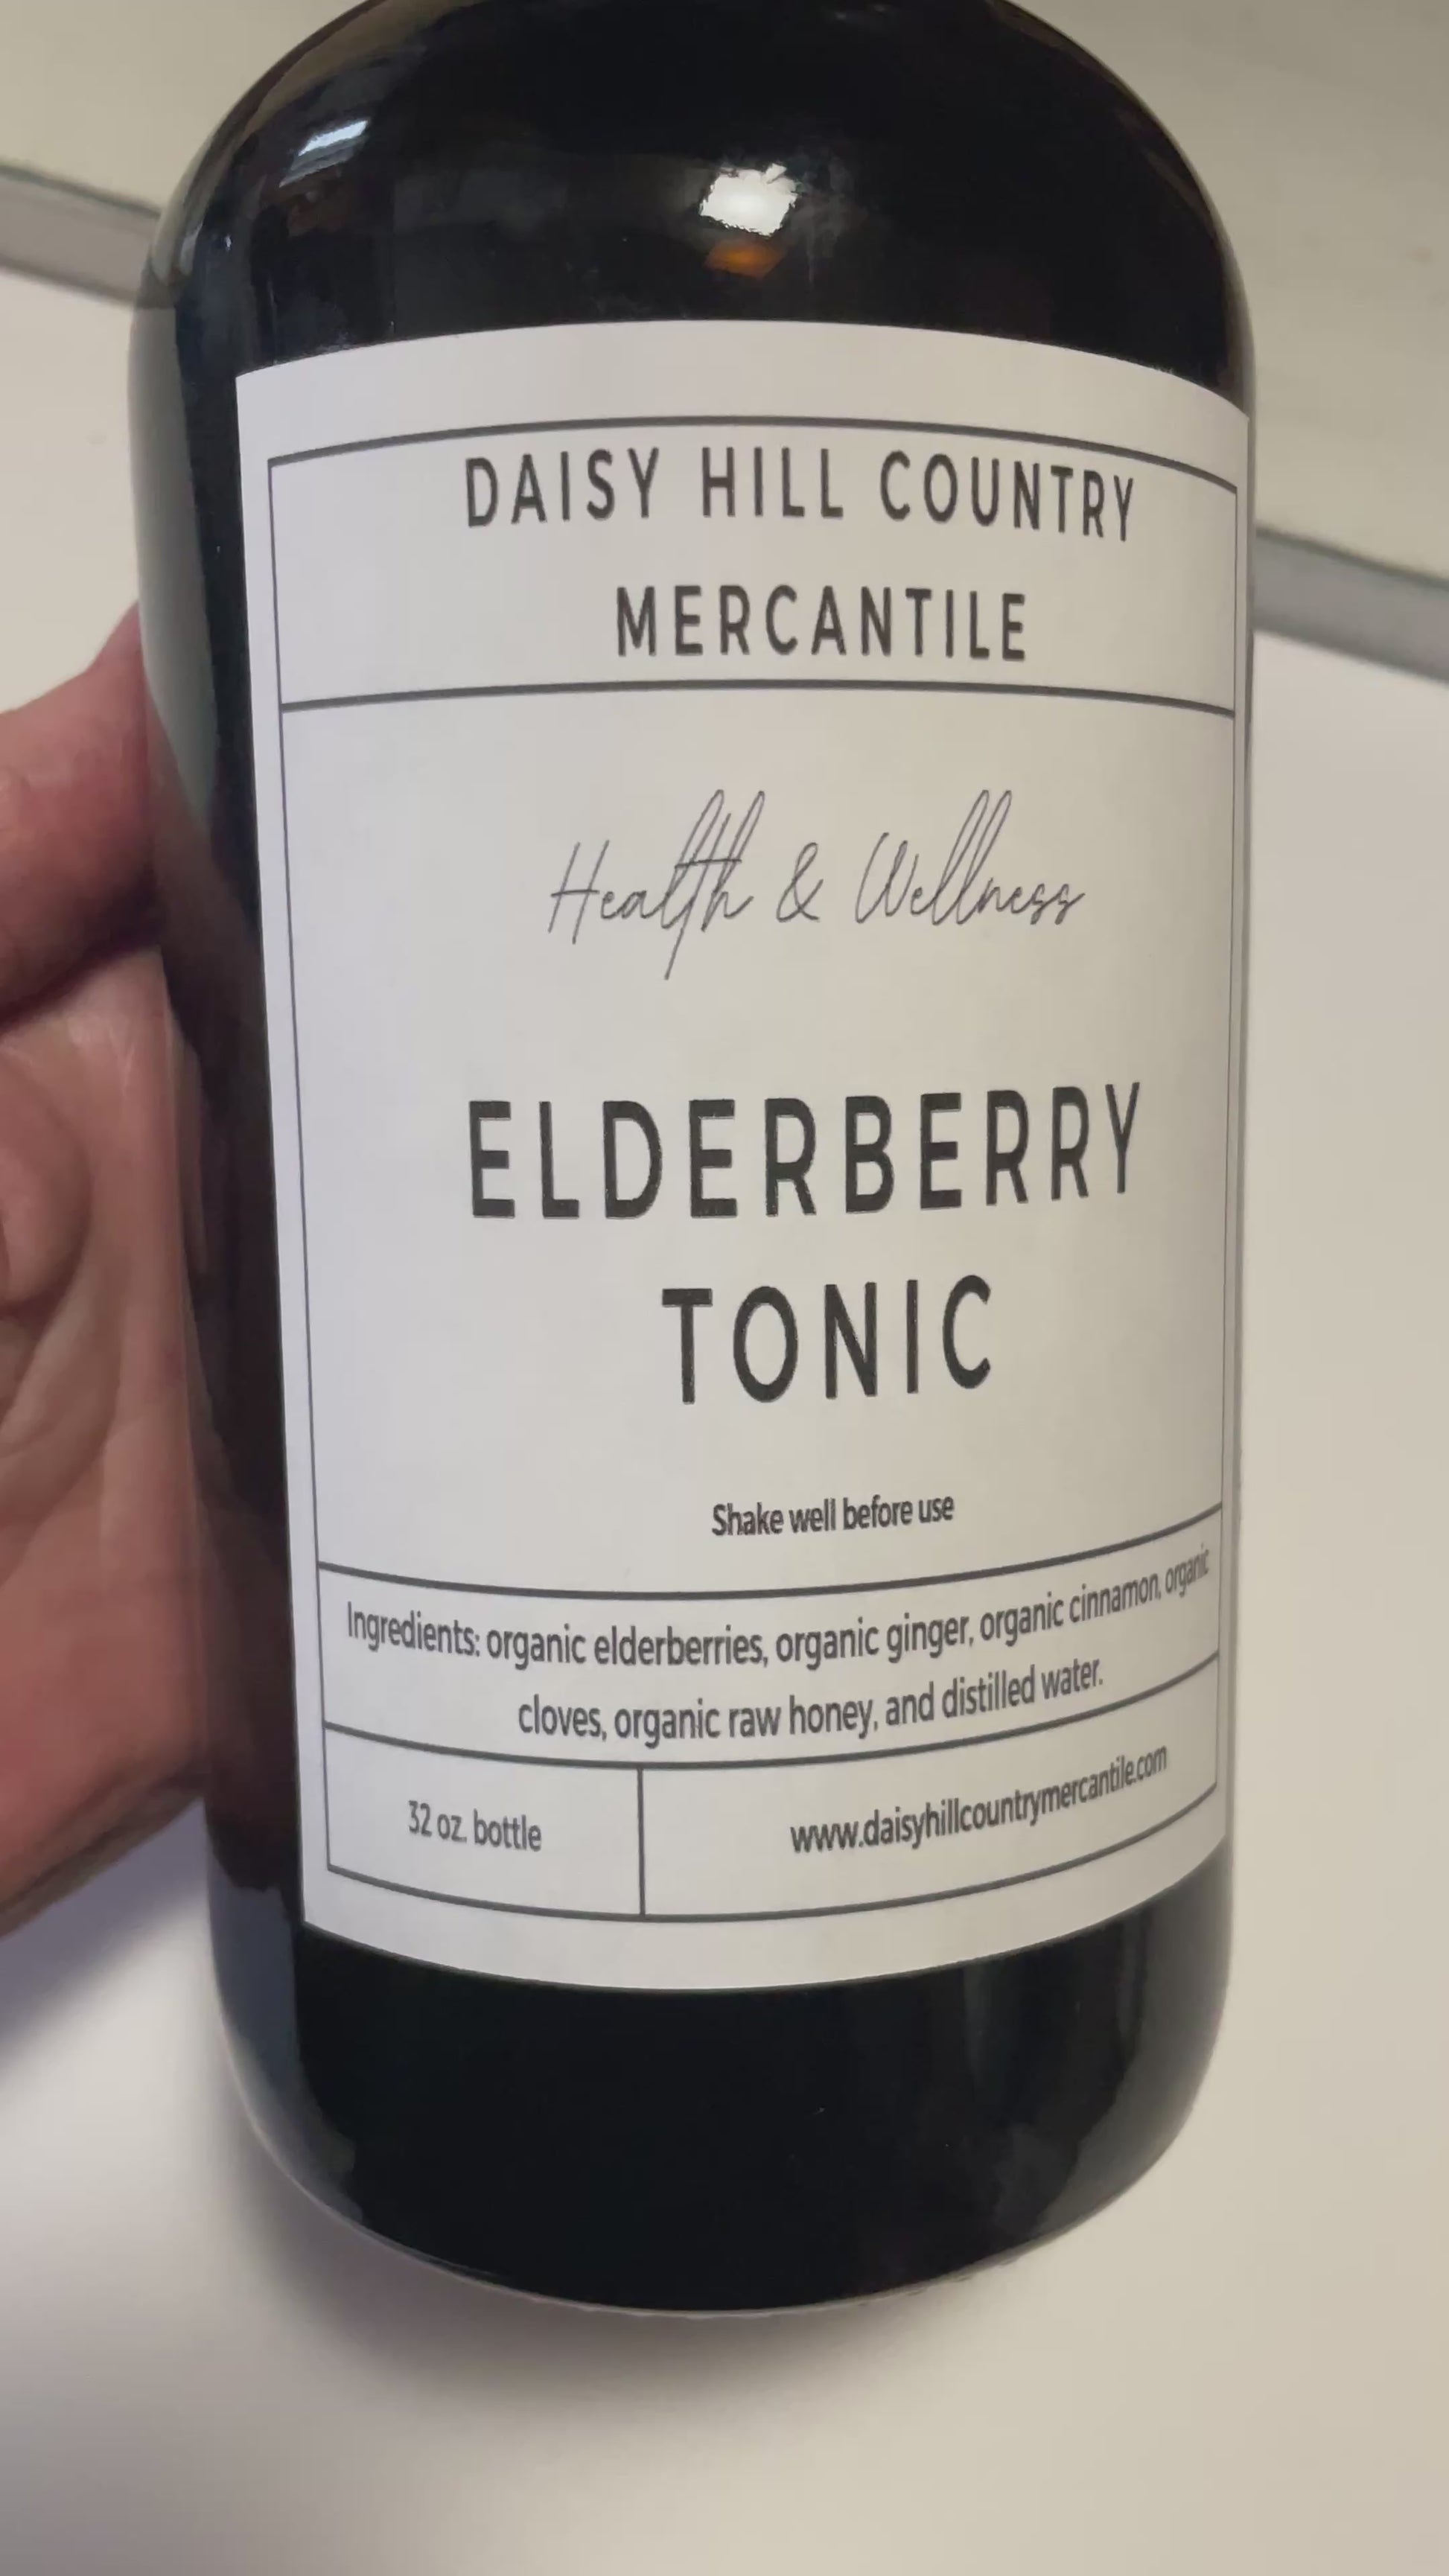 DAISY HILL COUNTRY
MERCANTILE
Health & Wellness
ELDERBERRY
TONIC
Shake well before use
Ingredients: organic elderberries, organic ginger, organic cinnamon, organic
cloves, organic raw honey, and distilled water.
32 oz. bottle
www.daisyhillcountrymercantile.com